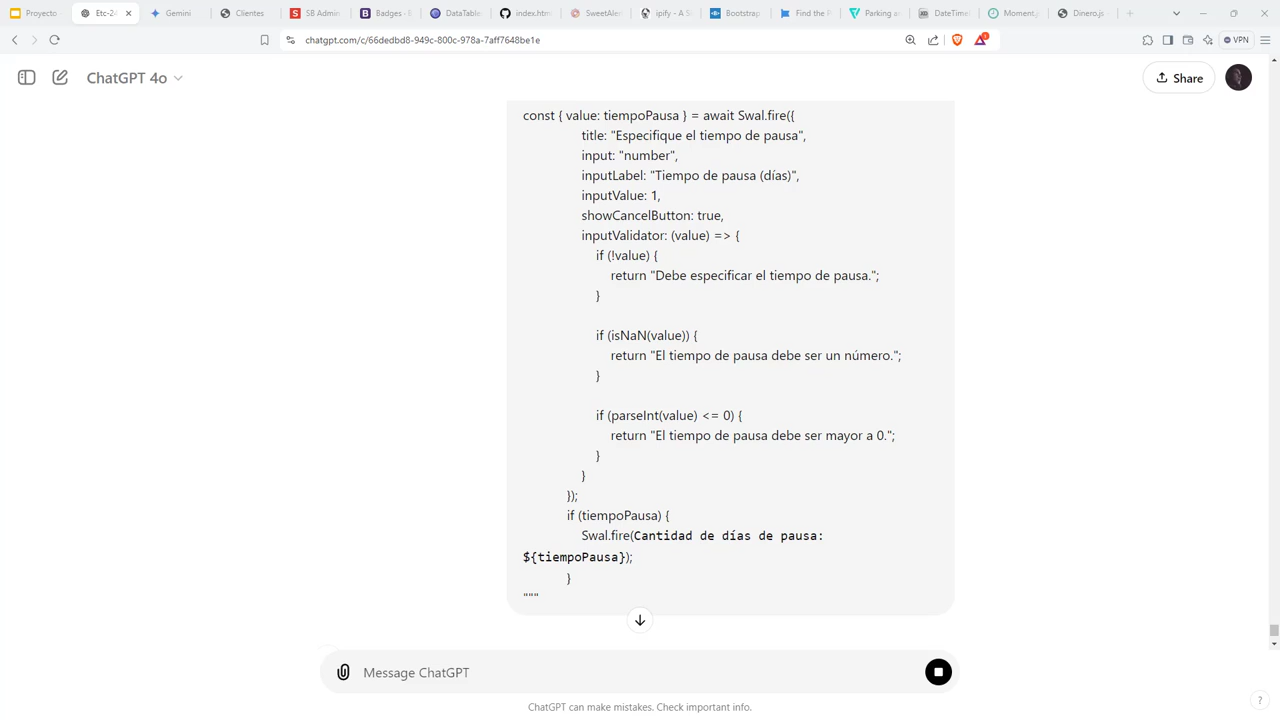 Proyecto
Etc-24
Gemini
Clientes
SB Admin
Badges · B
DataTable
index.htm
SweetAler
ipify - A Si
Bootstrap
Find the P
Parking an
DateTime
Moment.j
Dinero.js
chatgpt.com/c/66dedbd8-949c-800c-978a-7aff7648be1e
VPN
ChatGPT 4o
Share
const { value: tiempoPausa } = await Swal.fire({
title: "Especifique el tiempo de pausa",
input: "number",
inputLabel: "Tiempo de pausa (días)",
inputValue: 1,
showCancelButton: true,
inputValidator: (value) => {
if (!value) {
return "Debe especificar el tiempo de pausa.";
}
if (isNaN(value)) {
return "El tiempo de pausa debe ser un número.";
}
if (parseInt(value) <= 0) {
return "El tiempo de pausa debe ser mayor a 0.";
}
}
});
if (tiempoPausa) {
Swal.fire(Cantidad de días de pausa:
${tiempoPausa});
}
"""
Message ChatGPT
ChatGPT can make mistakes. Check important info.
?